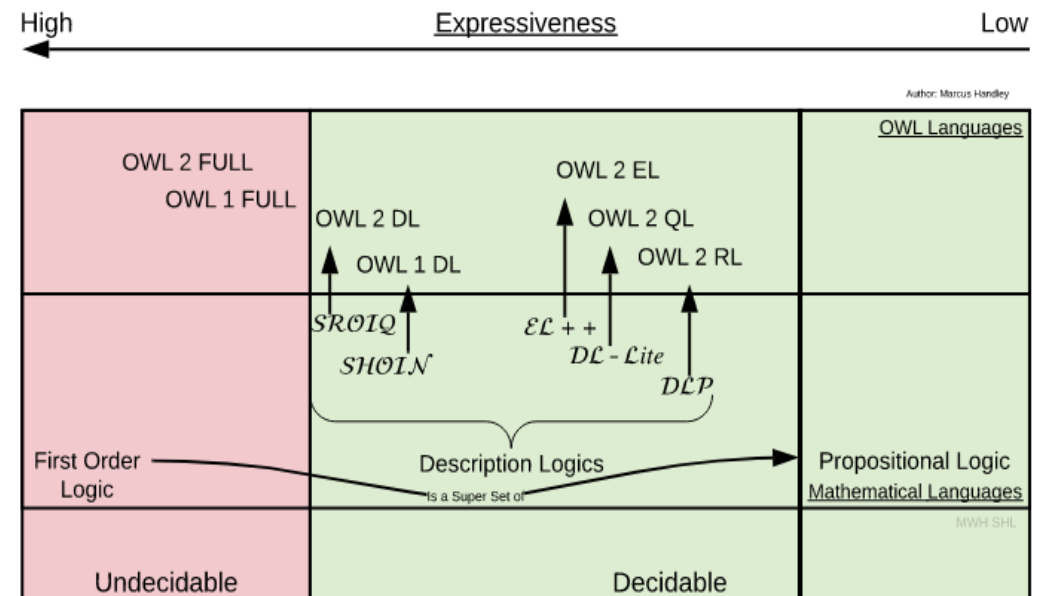 High Expressiveness Low
Author: Marcus Handley
OWL Languages
OWL 2 FULL
OWL 1 FULL
OWL 2 EL
OWL 2 DL
OWL 2 QL
OWL 1 DL
OWL 2 RL
𝒮ℛ𝒪ℐ𝒬
𝒮ℋ𝒪ℐ𝒩
ℰℒ + +
𝒟ℒ - ℒite
𝒟ℒ𝒫
First Order
Logic
Description Logics
Is a Super Set of
Propositional Logic
Mathematical Languages
MWH SHL
Undecidable
Decidable